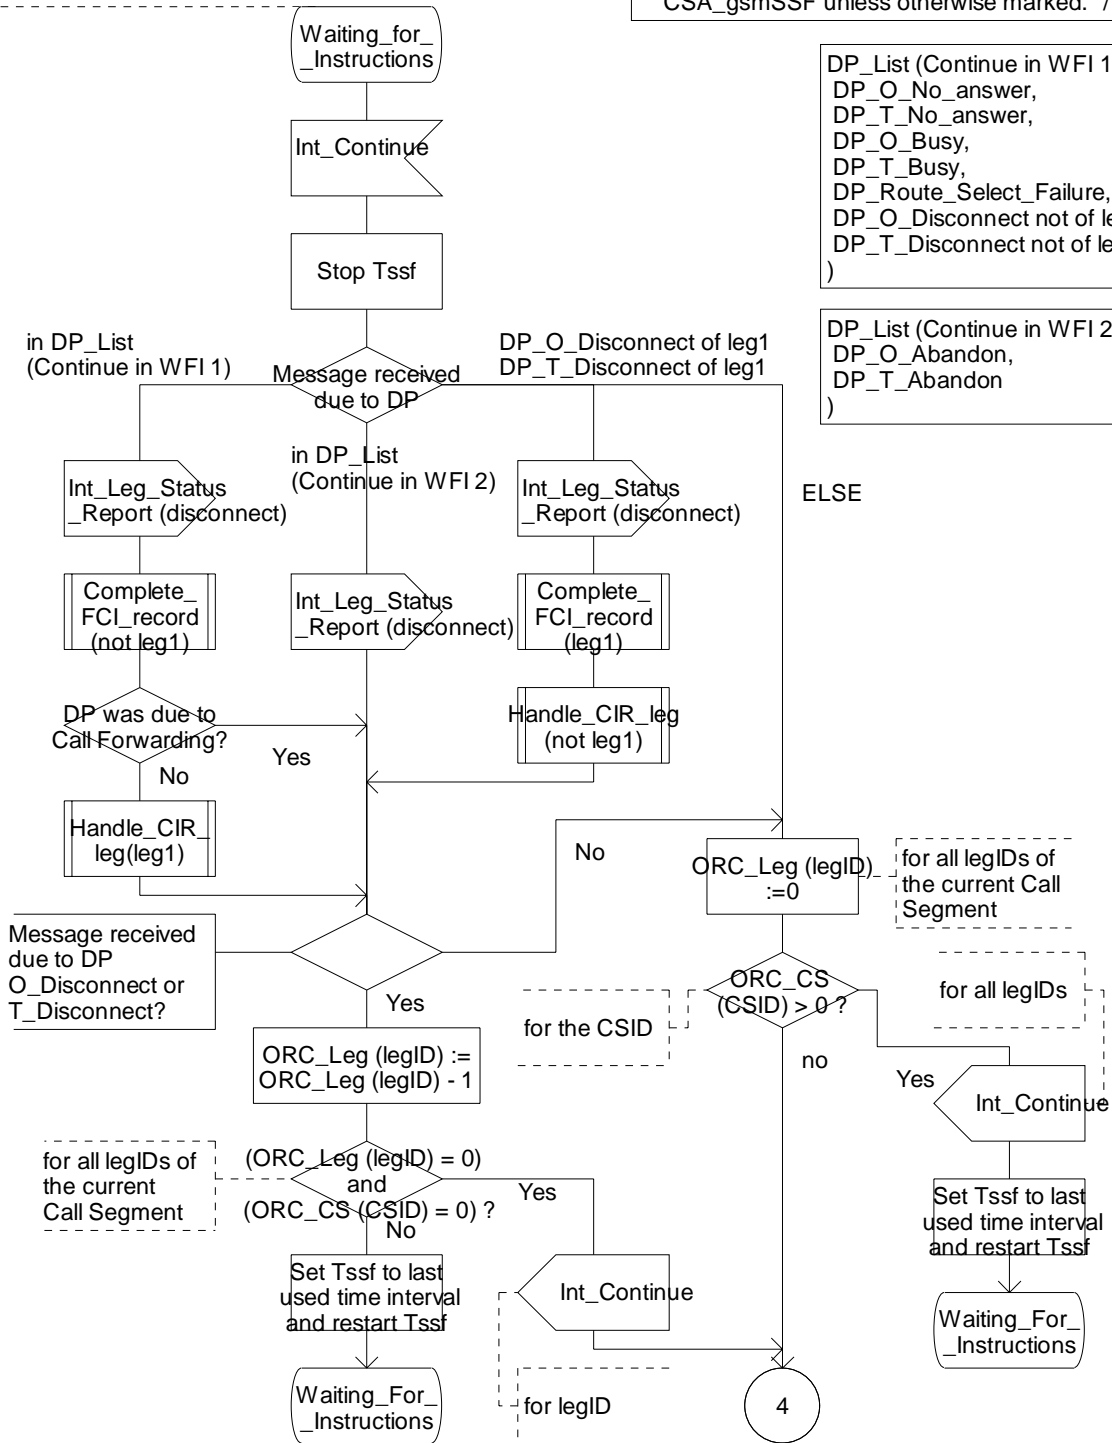 CSA_gsmSSF unless otherwise marked. */
Waiting_for_
_Instructions
DP_List (Continue in WFI 1
DP_O_No_answer,
DP_T_No_answer,
DP_O_Busy,
DP_T_Busy,
DP_Route_Select_Failure,
DP_O_Disconnect not of le
DP_T_Disconnect not of le
)
Int_Continue
Stop Tssf
DP_List (Continue in WFI 2
DP_O_Abandon,
DP_T_Abandon
)
in DP_List
(Continue in WFI 1)
Message received
due to DP
DP_O_Disconnect of leg1
DP_T_Disconnect of leg1
in DP_List
(Continue in WFI 2)
ELSE
Int_Leg_Status
_Report (disconnect)
Int_Leg_Status
_Report (disconnect)
Complete_
FCI_record
(not leg1)
Int_Leg_Status
_Report (disconnect)
Complete_
FCI_record
(leg1)
DP was due to
Call Forwarding?
Yes
No
Handle_CIR_leg
(not leg1)
Handle_CIR_
leg(leg1)
No
ORC_Leg (legID)
:=0
for all legIDs of
the current Call
Segment
Message received
due to DP
O_Disconnect or
T_Disconnect?
Yes
for the CSID
ORC_CS
(CSID) > 0 ?
for all legIDs
no
Yes
Int_Continue
ORC_Leg (legID) :=
ORC_Leg (legID) - 1
for all legIDs of
the current
Call Segment
(ORC_Leg (legID) = 0)
and
(ORC_CS (CSID) = 0) ?
Yes
No
Set Tssf to last
used time interval
and restart Tssf
Set Tssf to last
used time interval
and restart Tssf
Int_Continue
Waiting_For_
_Instructions
Waiting_For_
_Instructions
for legID
4